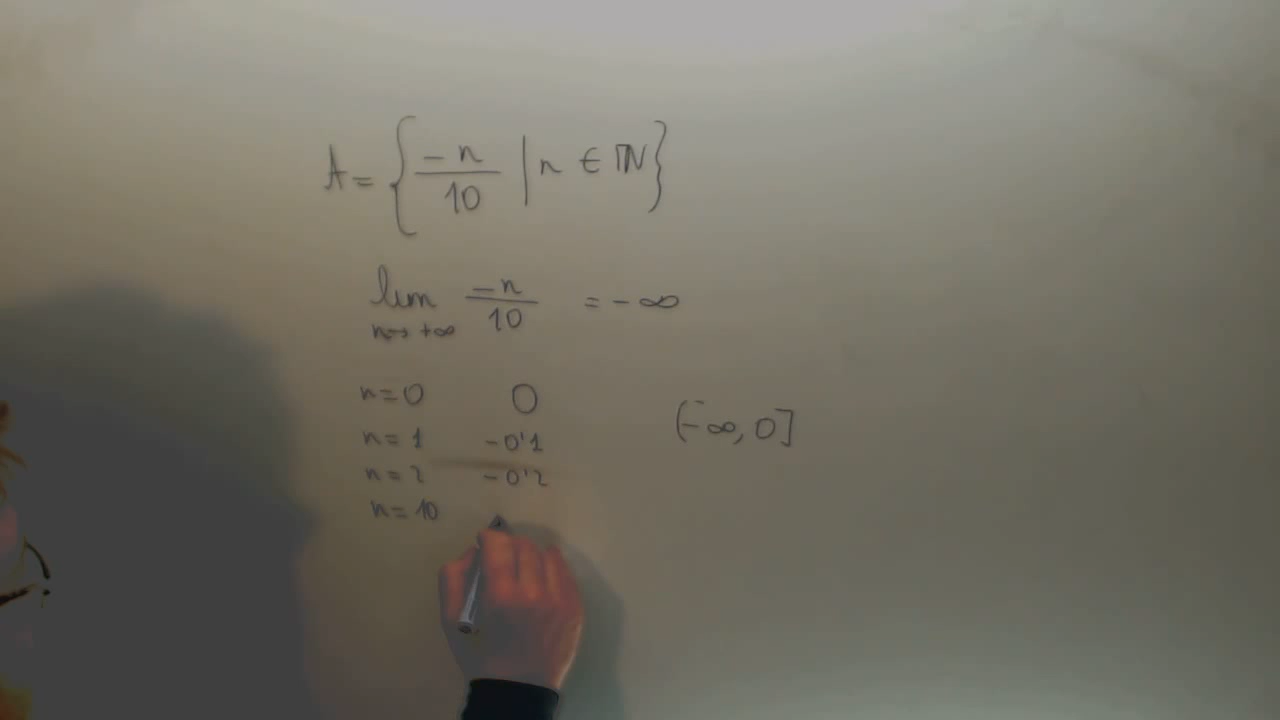 A = { -n/10 | n ∈ ℕ }
lim n→+∞ -n/10 = -∞
n=0 0
n=1 -0'1
n=2 -0'2
n=10
(-∞, 0]